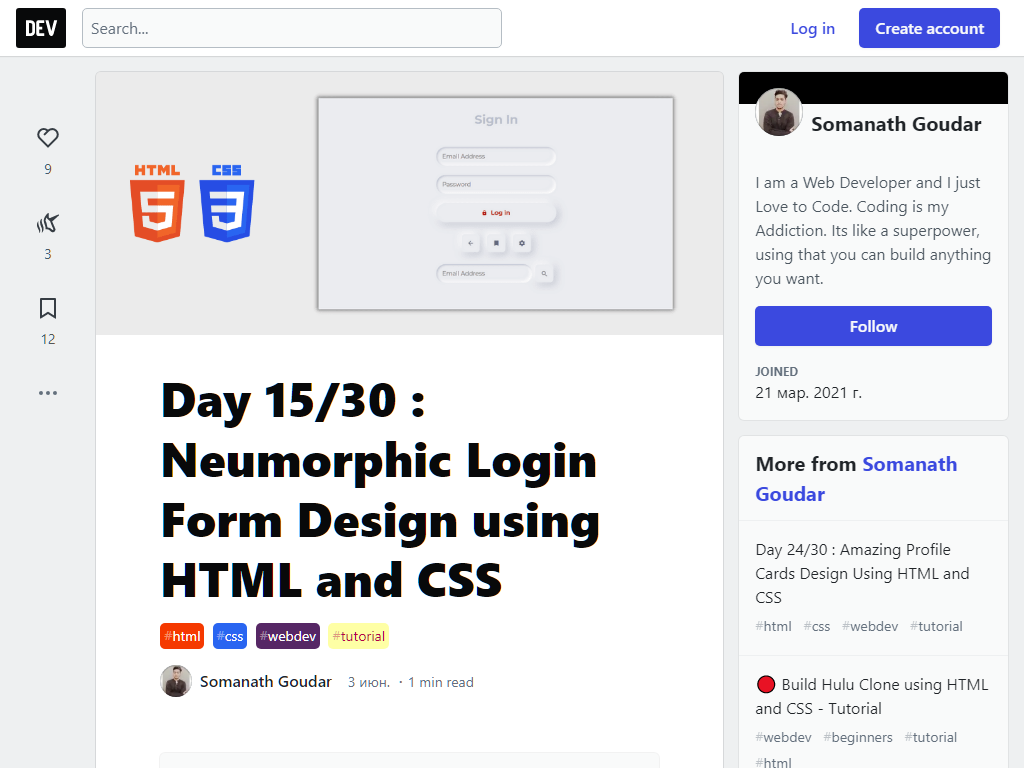 DEV
Search...
Log in
Create account
9
3
12
HTML
CSS
Sign In
Email Address
Password
Log in
Email Address
Day 15/30 :
Neumorphic Login
Form Design using
HTML and CSS
#html #css #webdev #tutorial
Somanath Goudar 3 июн. · 1 min read
Somanath Goudar
I am a Web Developer and I just
Love to Code. Coding is my
Addiction. Its like a superpower,
using that you can build anything
you want.
Follow
JOINED
21 мар. 2021 г.
More from Somanath
Goudar
Day 24/30 : Amazing Profile
Cards Design Using HTML and
CSS
#html #css #webdev #tutorial
🔴 Build Hulu Clone using HTML
and CSS - Tutorial
#webdev #beginners #tutorial
#html